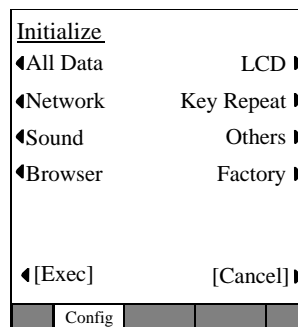 Initialize
All Data LCD
Network Key Repeat
Sound Others
Browser Factory
[Exec] [Cancel]
Config